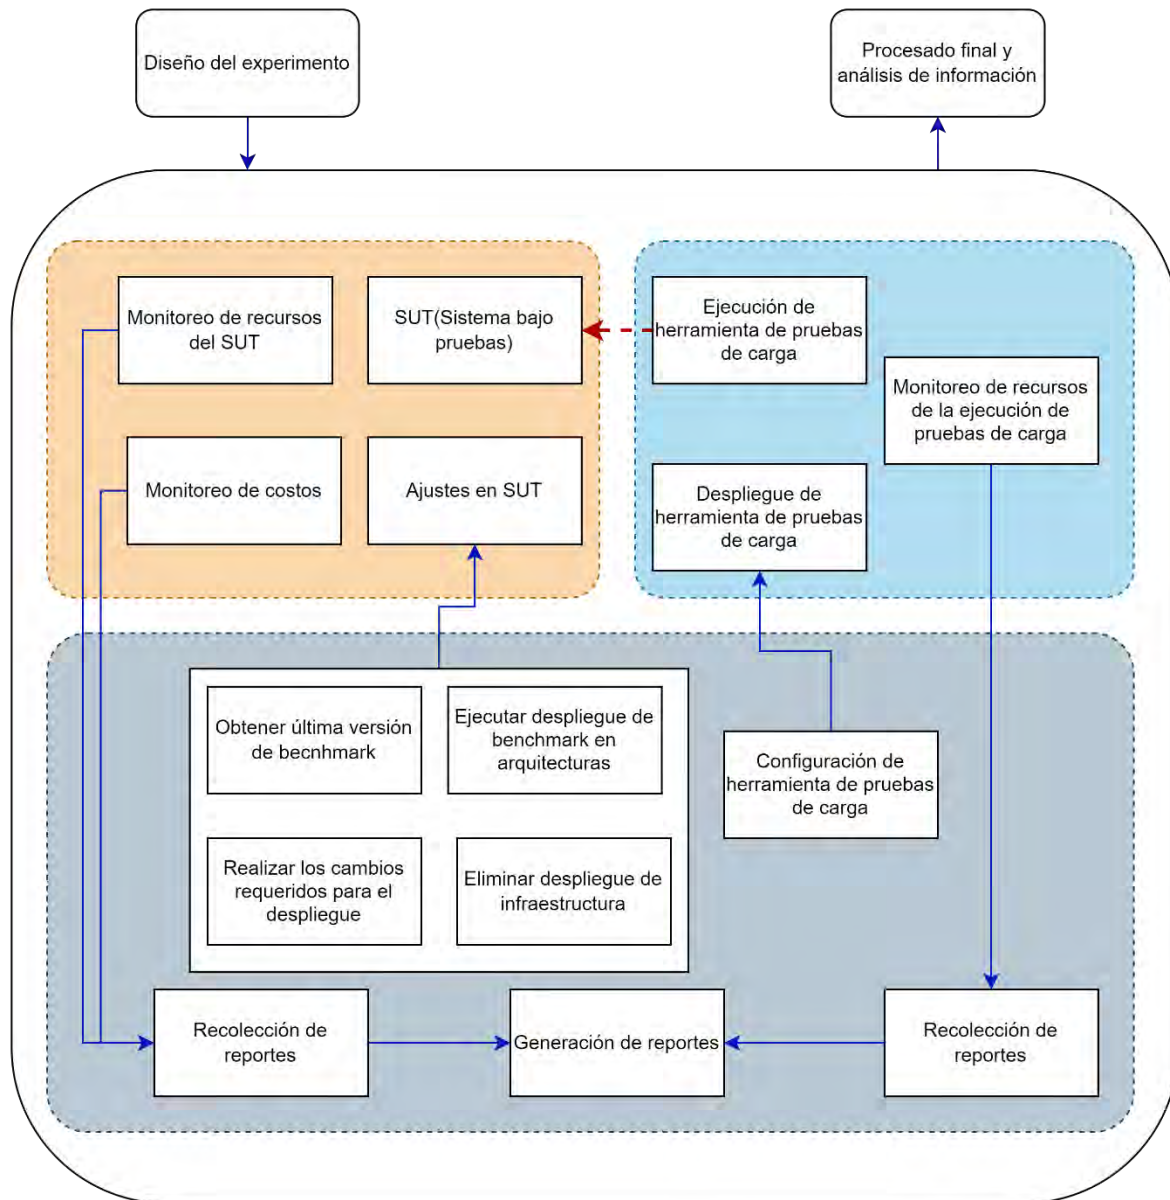 Diseño del experimento
Procesado final y
análisis de información
Monitoreo de recursos
del SUT
SUT(Sistema bajo
pruebas)
Ejecución de
herramienta de pruebas
de carga
Monitoreo de recursos
de la ejecución de
pruebas de carga
Monitoreo de costos
Ajustes en SUT
Despliegue de
herramienta de pruebas
de carga
Obtener última versión
de becnhmark
Ejecutar despliegue de
benchmark en
arquitecturas
Configuración de
herramienta de pruebas
de carga
Realizar los cambios
requeridos para el
despliegue
Eliminar despliegue de
infraestructura
Recolección de
reportes
Generación de reportes
Recolección de
reportes